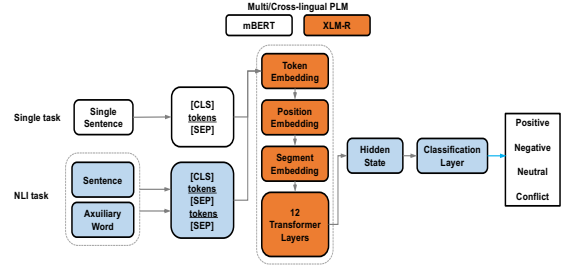 Multi/Cross-lingual PLM
mBERT
XLM-R
Single task
Single
Sentence
[CLS]
tokens
[SEP]
NLI task
Sentence
Axuiliary
Word
[CLS]
tokens
[SEP]
tokens
[SEP]
Token
Embedding
Position
Embedding
Segment
Embedding
12
Transformer
Layers
Hidden
State
Classification
Layer
Positive
Negative
Neutral
Conflict